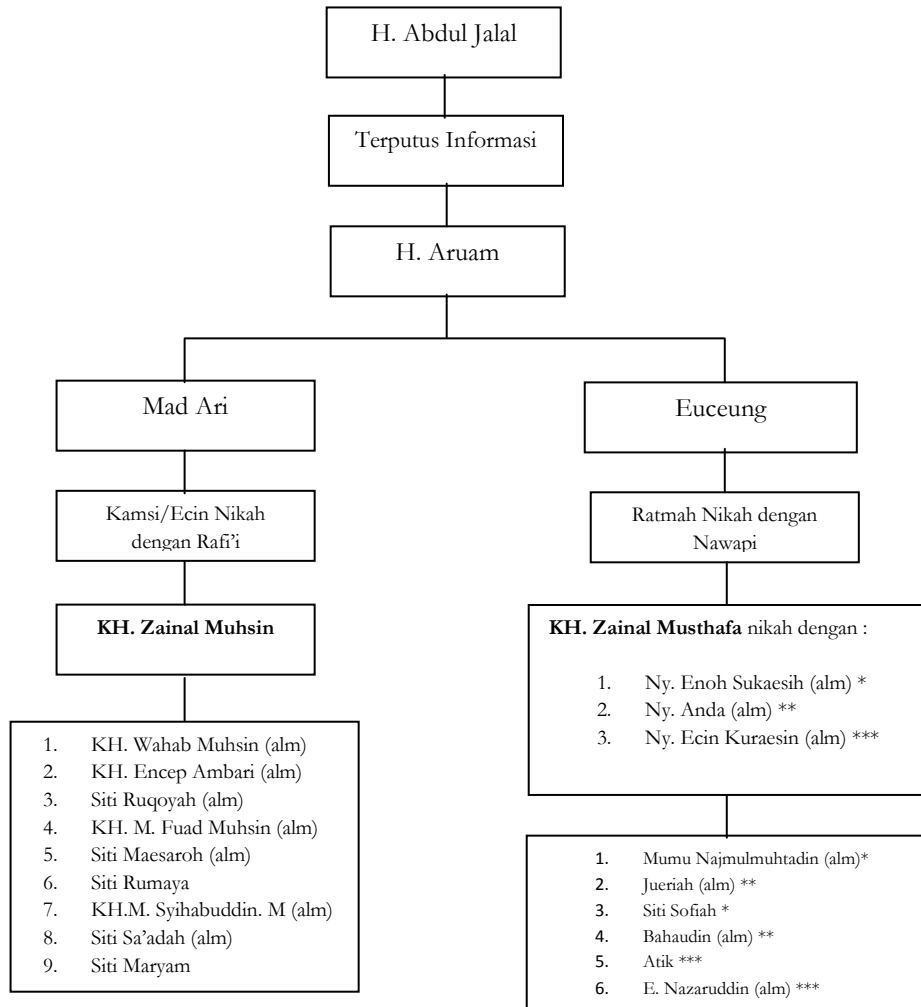 H. Abdul Jalal
Terputus Informasi
H. Aruam
Mad Ari
Euceung
Kamsi/Ecin Nikah
dengan Rafi'i
Ratmah Nikah dengan
Nawapi
KH. Zainal Muhsin
KH. Zainal Musthafa nikah dengan :
1. Ny. Enoh Sukaesih (alm) *
2. Ny. Anda (alm) **
3. Ny. Ecin Kuraesin (alm) ***
1. KH. Wahab Muhsin (alm)
2. KH. Encep Ambari (alm)
3. Siti Ruqoyah (alm)
4. KH. M. Fuad Muhsin (alm)
5. Siti Maesaroh (alm)
6. Siti Rumaya
7. KH.M. Syihabuddin. M (alm)
8. Siti Sa'adah (alm)
9. Siti Maryam
1. Mumu Najmulmuhtadin (alm)*
2. Jueriah (alm) **
3. Siti Sofiah *
4. Bahaudin (alm) **
5. Atik ***
6. E. Nazaruddin (alm) ***